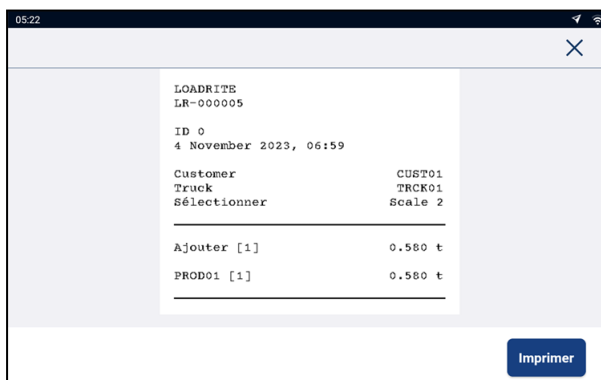 05:22
LOADRITE
LR-000005
ID 0
4 November 2023, 06:59
Customer CUST01
Truck TRCK01
Sélectionner Scale 2
Ajouter [1] 0.580 t
PROD01 [1] 0.580 t
Imprimer